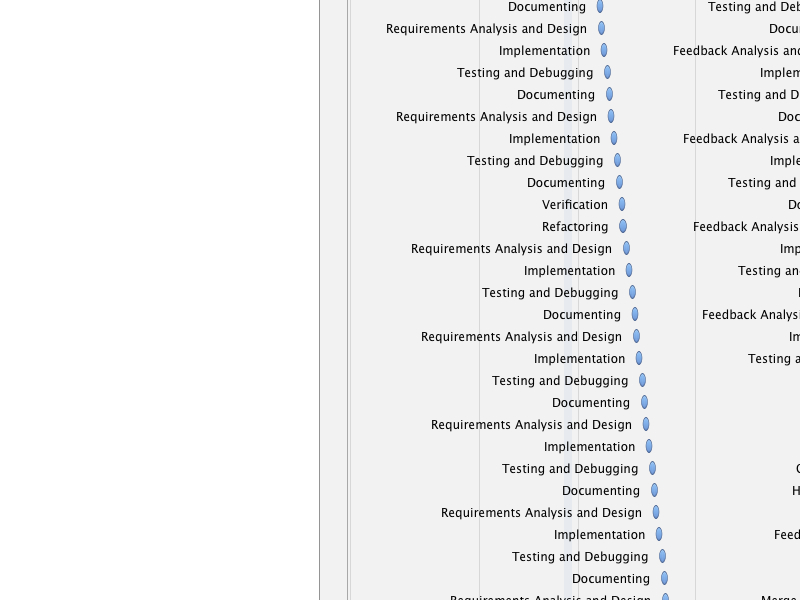 Documenting Testing and Deb
Requirements Analysis and Design Docu
Implementation Feedback Analysis and
Testing and Debugging Implem
Documenting Testing and D
Requirements Analysis and Design Doc
Implementation Feedback Analysis a
Testing and Debugging Imple
Documenting Testing and
Verification Do
Refactoring Feedback Analysis
Requirements Analysis and Design Imp
Implementation Testing an
Testing and Debugging
Documenting Feedback Analysi
Requirements Analysis and Design Im
Implementation Testing a
Testing and Debugging
Documenting
Requirements Analysis and Design
Implementation
Testing and Debugging
Documenting H
Requirements Analysis and Design
Implementation Feed
Testing and Debugging
Documenting
Requirements Analysis and Design Merge